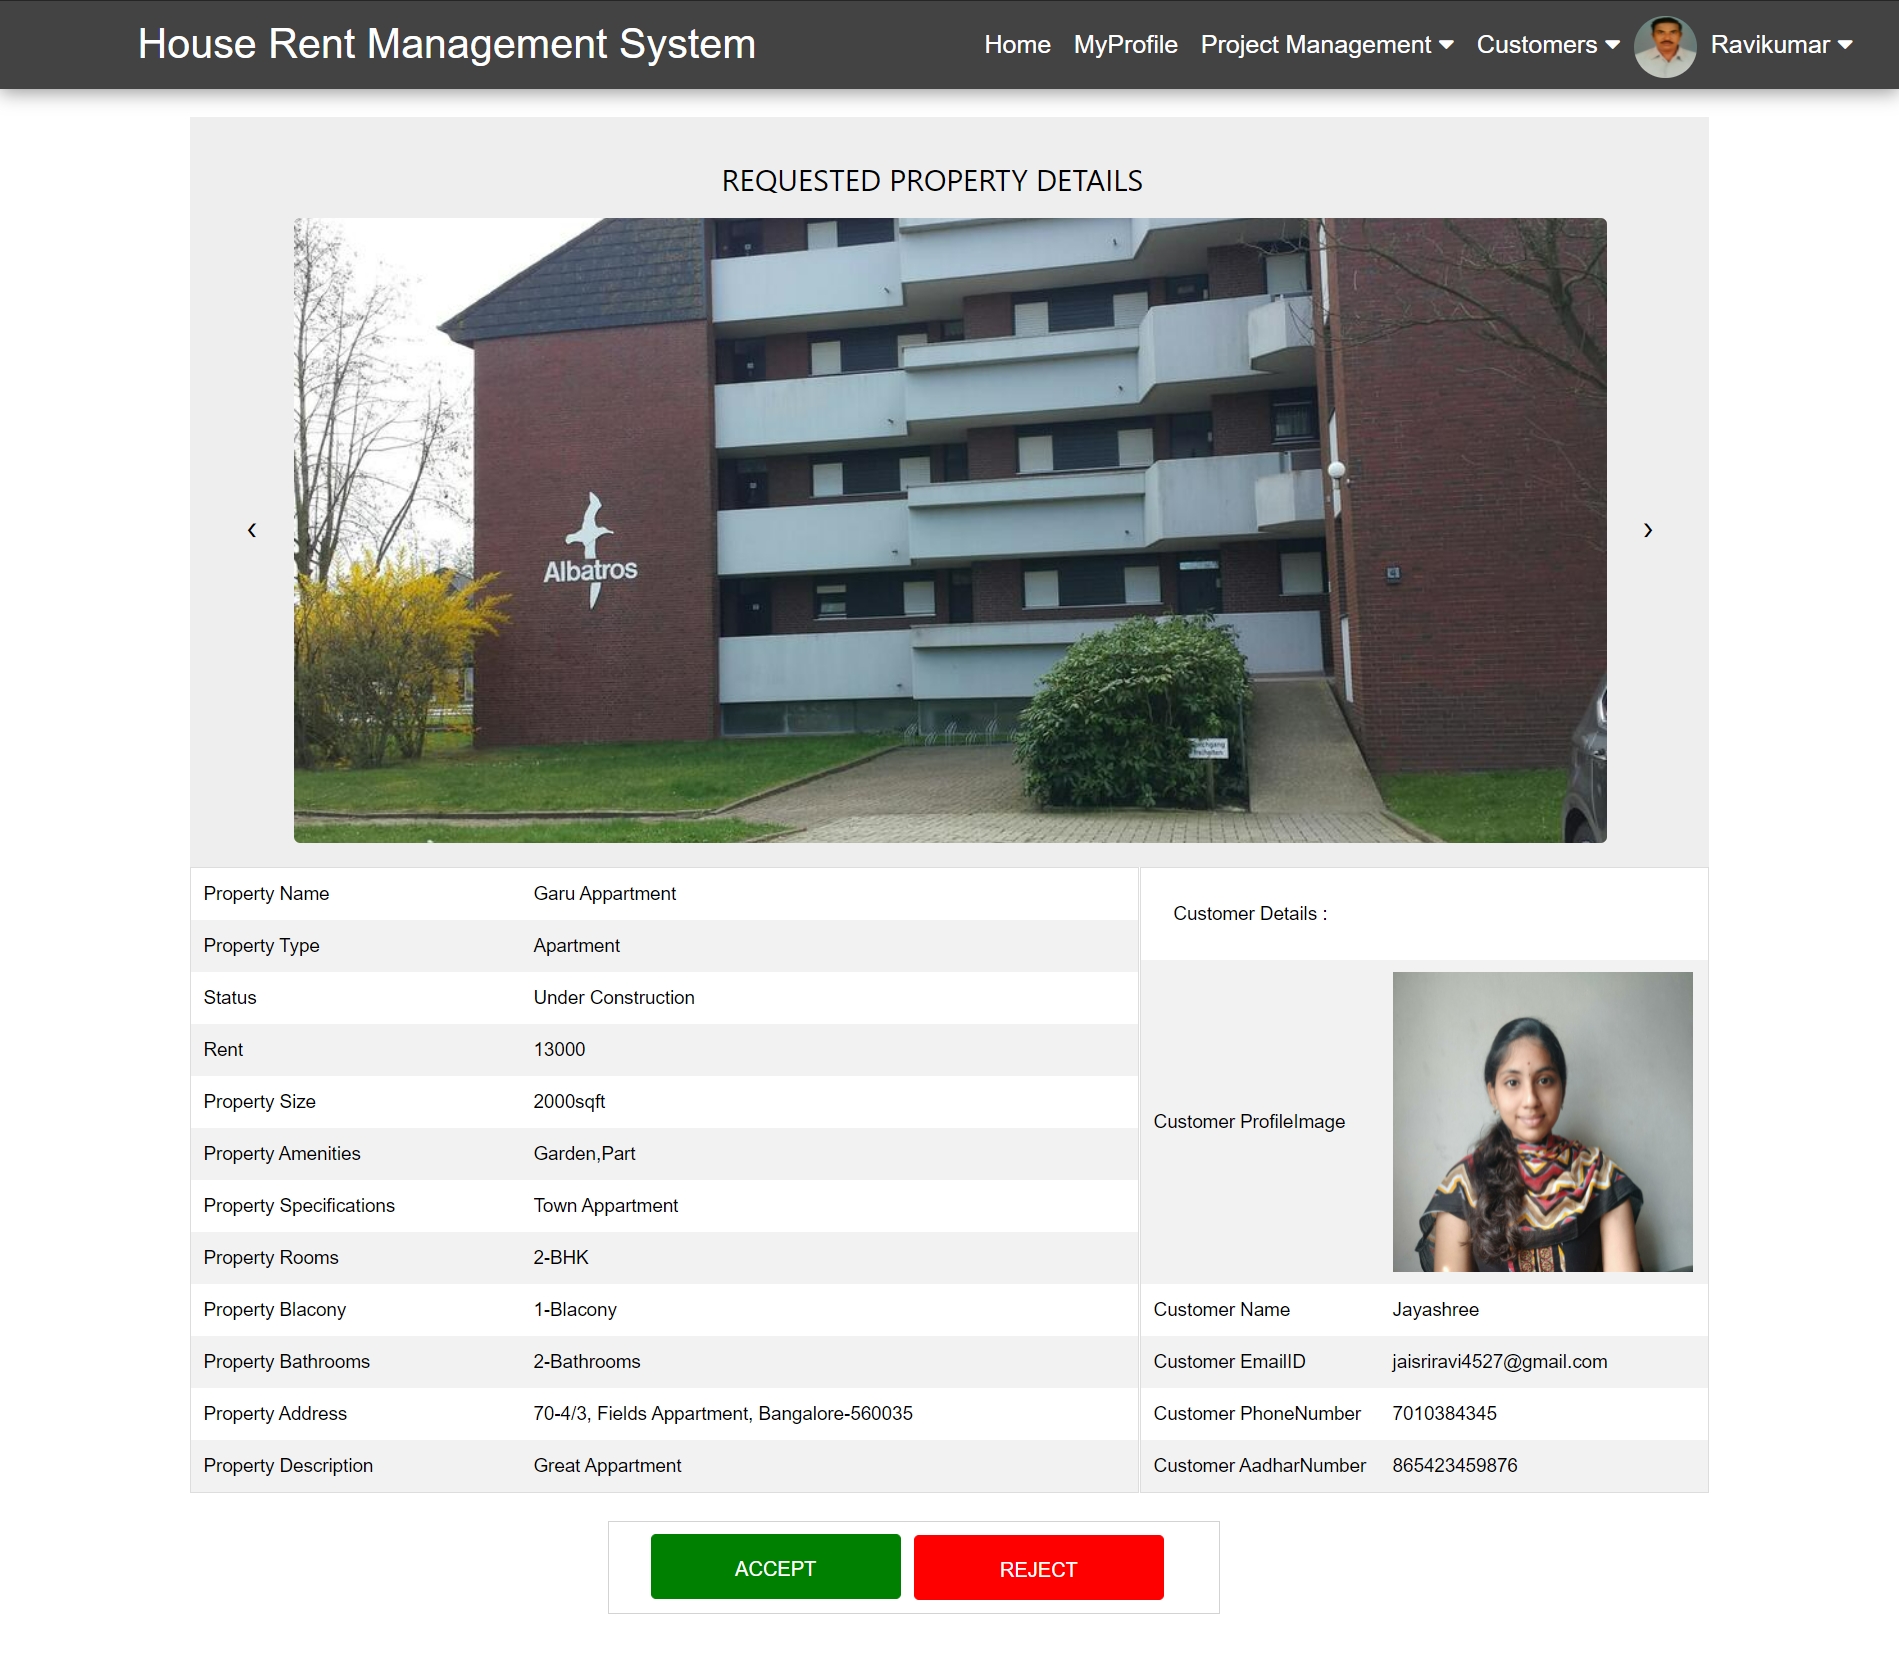 House Rent Management System
Home MyProfile Project Management Customers Ravikumar
REQUESTED PROPERTY DETAILS
Albatros
4
freihalten
‹ ›
Property Name Garu Appartment
Property Type Apartment
Status Under Construction
Rent 13000
Property Size 2000sqft
Property Amenities Garden,Part
Property Specifications Town Appartment
Property Rooms 2-BHK
Property Blacony 1-Blacony
Property Bathrooms 2-Bathrooms
Property Address 70-4/3, Fields Appartment, Bangalore-560035
Property Description Great Appartment
Customer Details :
Customer ProfileImage
Customer Name Jayashree
Customer EmailID jaisriravi4527@gmail.com
Customer PhoneNumber 7010384345
Customer AadharNumber 865423459876
ACCEPT REJECT